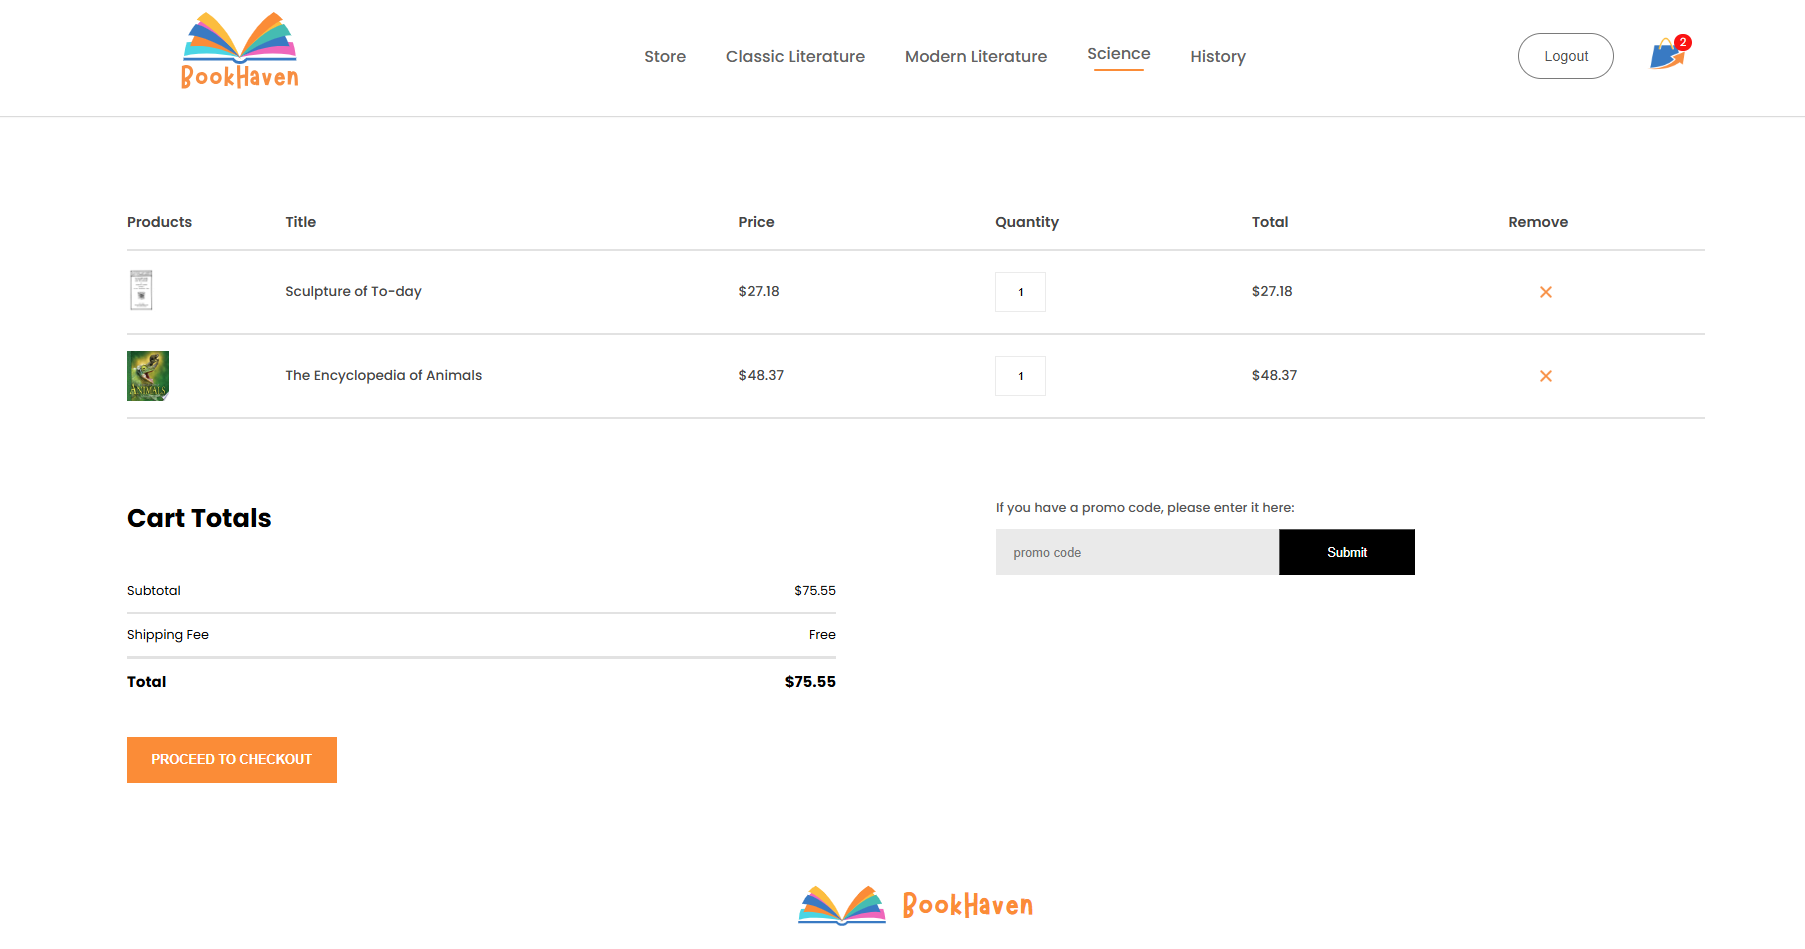 BookHaven
Store Classic Literature Modern Literature Science History
Logout
2
Products Title Price Quantity Total Remove
Sculpture of To-day $27.18 1 $27.18
ANIMALS
The Encyclopedia of Animals $48.37 1 $48.37
Cart Totals
If you have a promo code, please enter it here:
promo code Submit
Subtotal $75.55
Shipping Fee Free
Total $75.55
PROCEED TO CHECKOUT
BookHaven